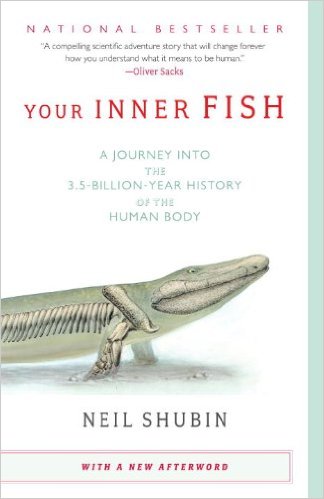 NATIONAL BESTSELLER
"A compelling scientific adventure story that will change forever
how you understand what it means to be human."
—Oliver Sacks
YOUR INNER FISH
A JOURNEY INTO
THE
3.5-BILLION-YEAR HISTORY
OF THE
HUMAN BODY
NEIL SHUBIN
WITH A NEW AFTERWORD